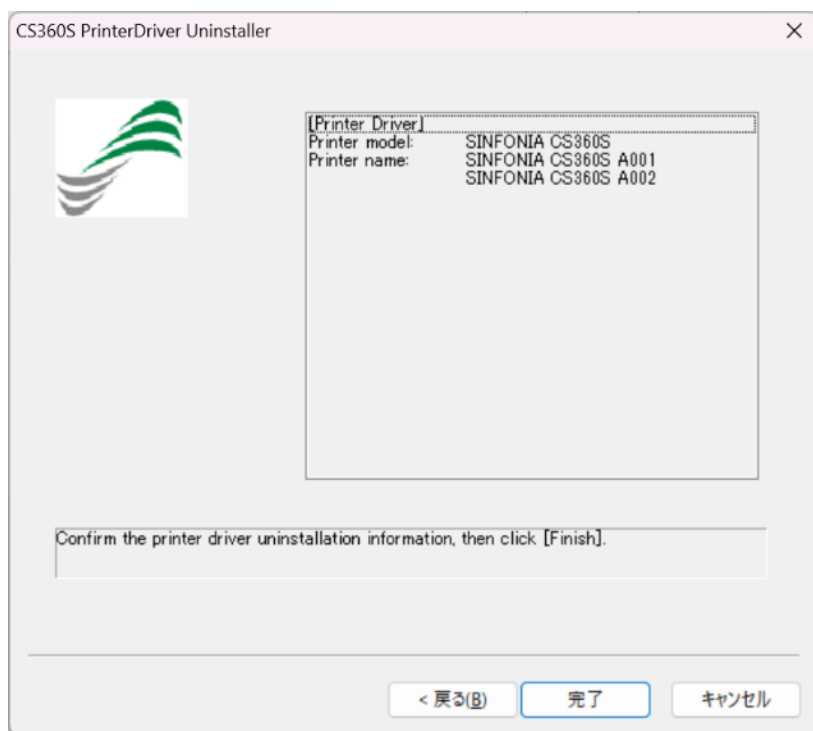 CS360S PrinterDriver Uninstaller
[Printer Driver]
Printer model: SINFONIA CS360S
Printer name: SINFONIA CS360S A001
SINFONIA CS360S A002
Confirm the printer driver uninstallation information, then click [Finish].
< 戻る(B) 完了 キャンセル